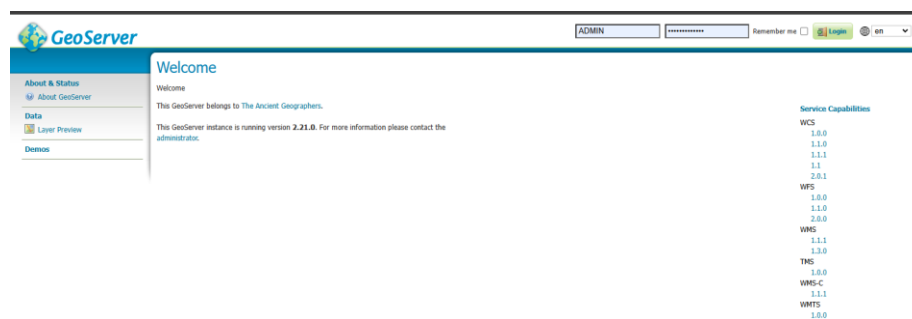 GeoServer
ADMIN
•••••••••••••
Remember me
Login
en
Welcome
About & Status
About GeoServer
Data
Layer Preview
Demos
Welcome
This GeoServer belongs to The Ancient Geographers.
This GeoServer instance is running version 2.21.0. For more information please contact the
administrator.
Service Capabilities
WCS
1.0.0
1.1.0
1.1.1
1.1
2.0.1
WFS
1.0.0
1.1.0
2.0.0
WMS
1.1.1
1.3.0
TMS
1.0.0
WMS-C
1.1.1
WMTS
1.0.0